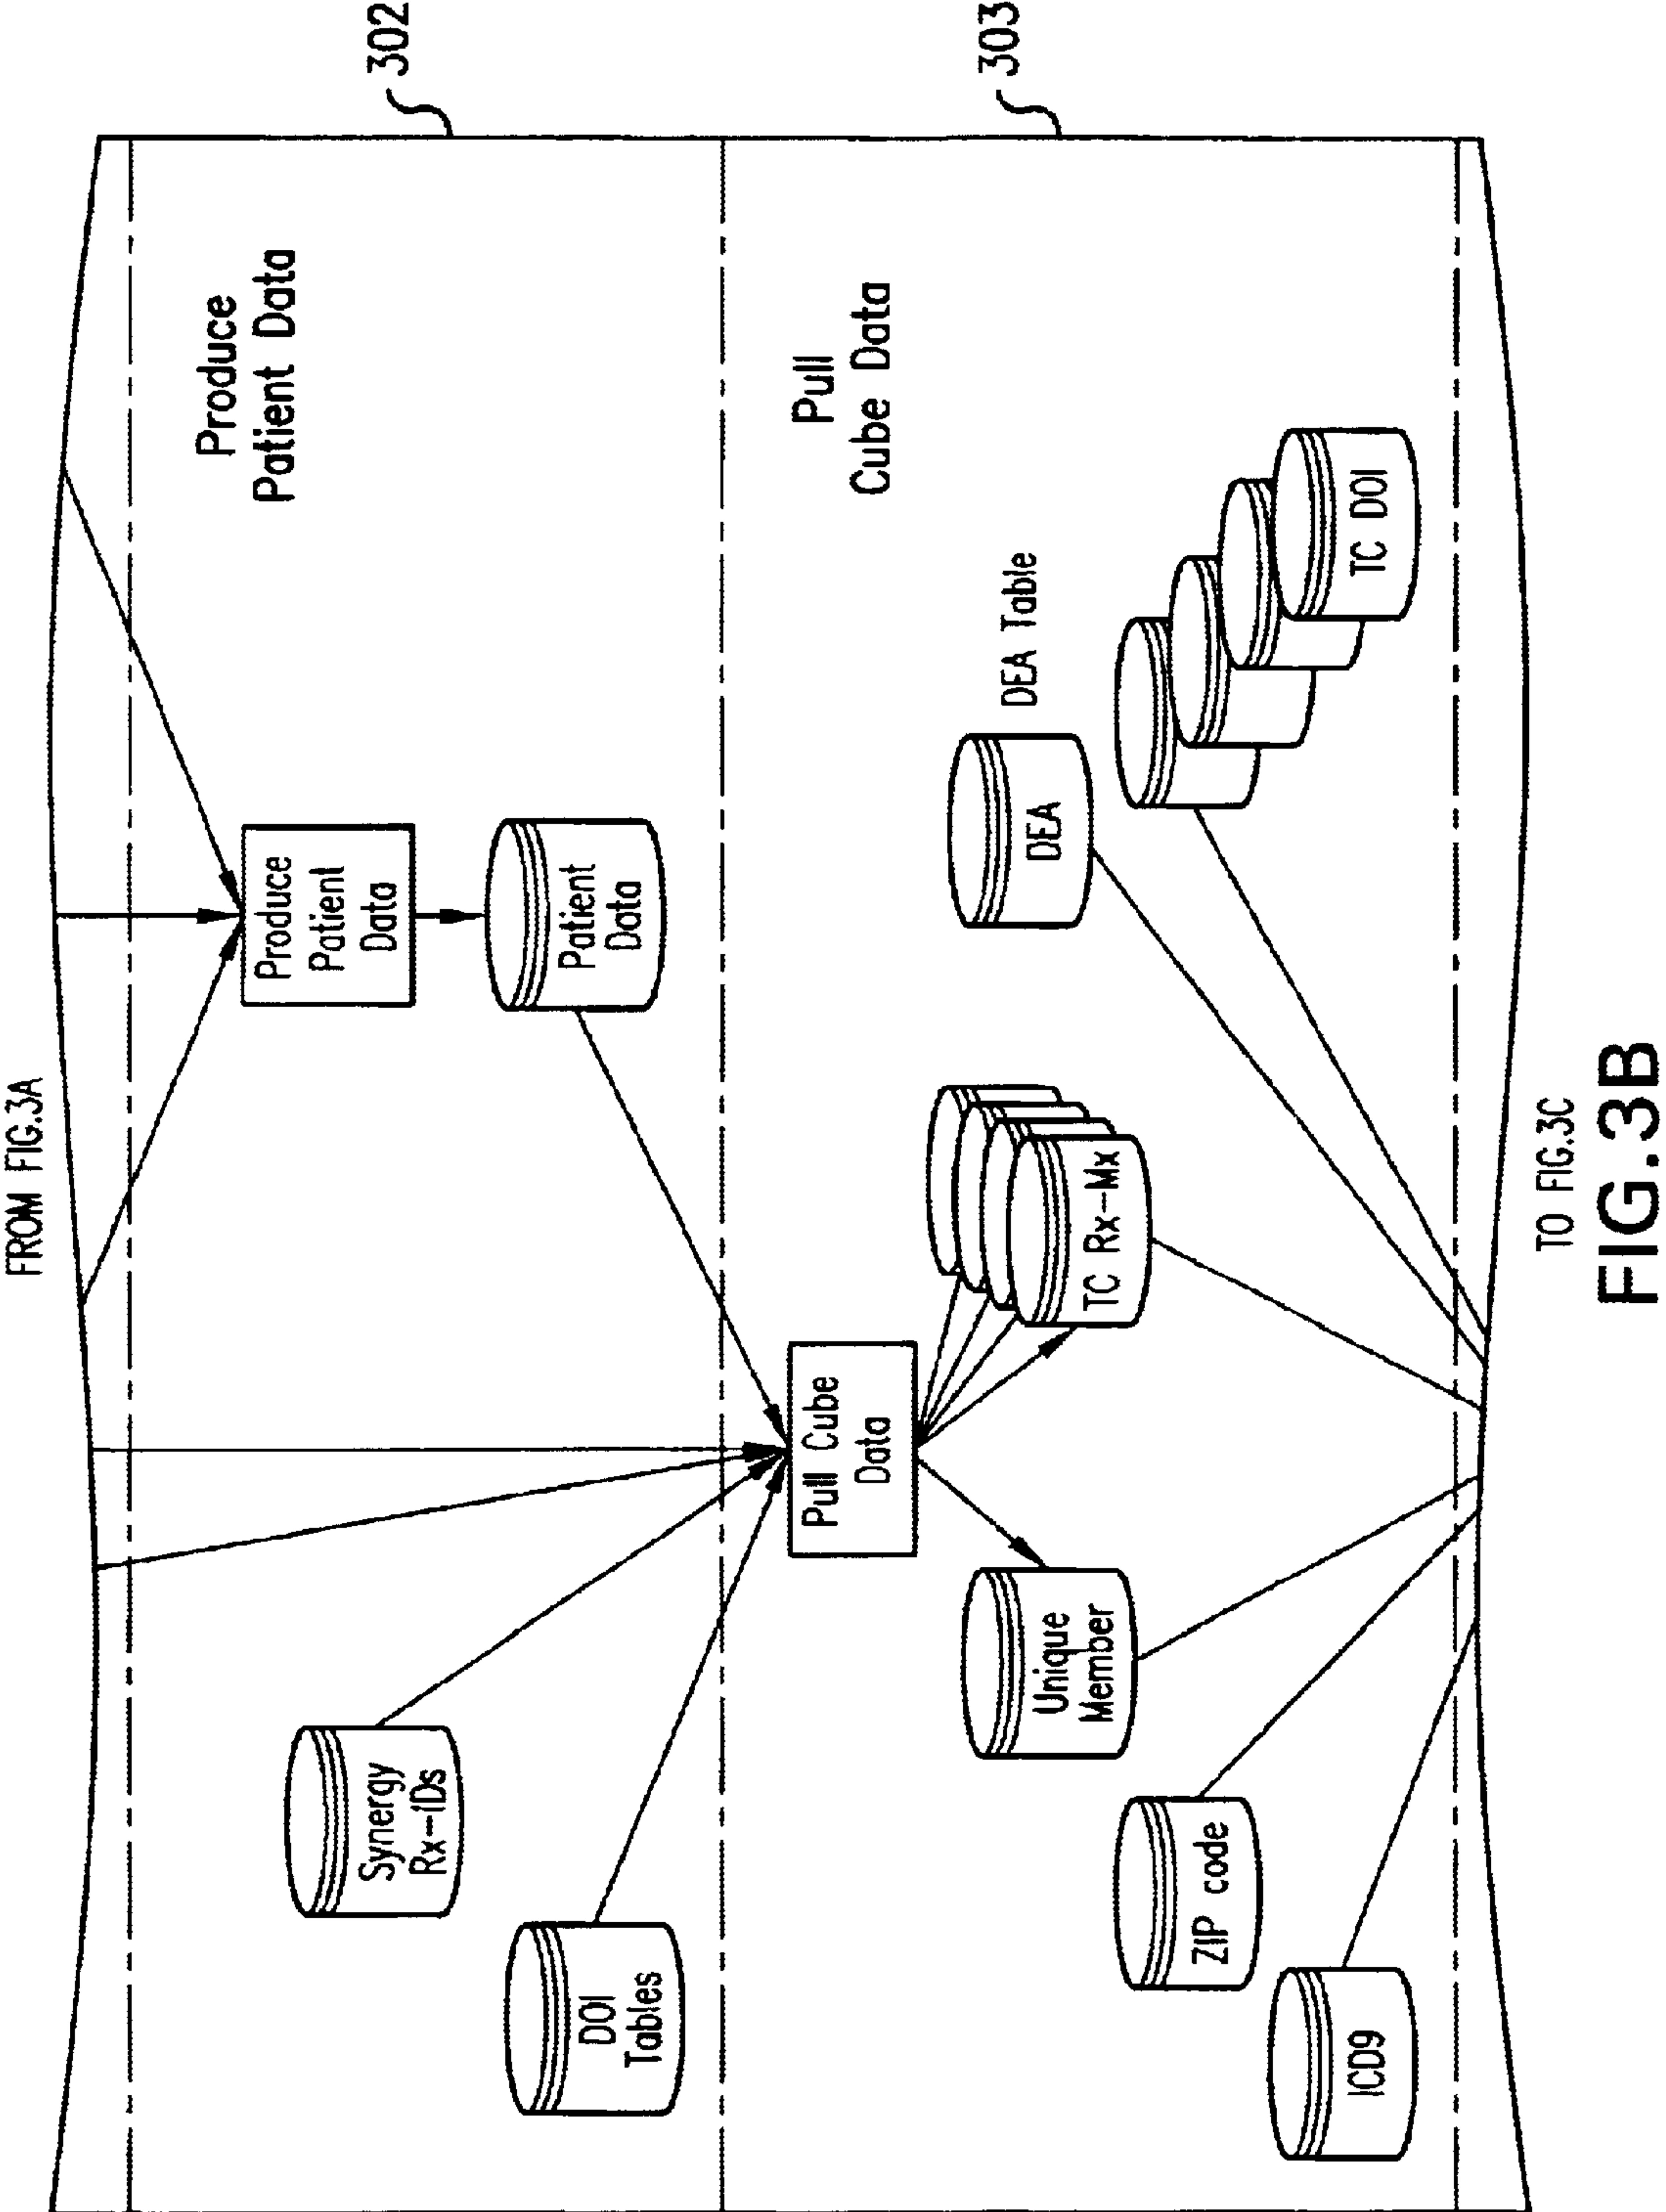 FROM FIG.3A
302
Produce
Patient Data
Produce
Patient
Data
Patient
Data
Synergy
Rx-IDs
DOI
Tables
303
Pull
Cube Data
Pull Cube
Data
DEA Table
DEA
TC Rx-Mx
TC DOI
Unique
Member
ZIP code
ICD9
TO FIG.3C
FIG.3B